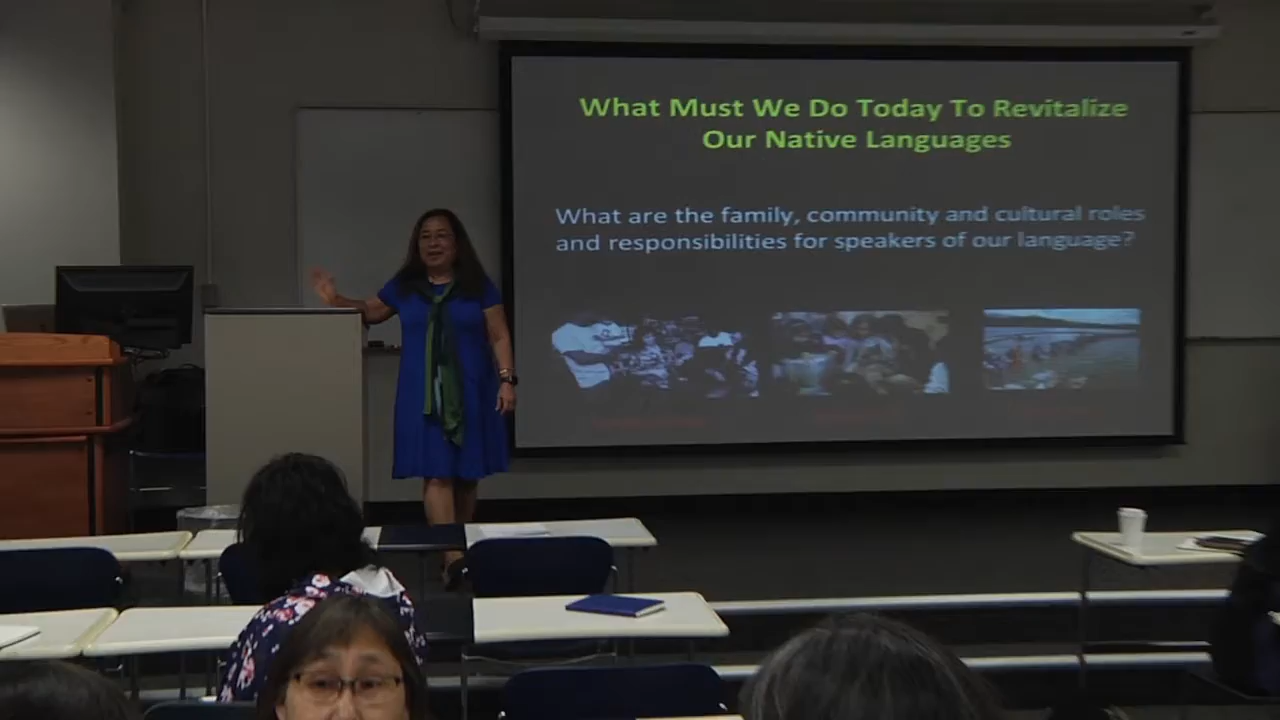 What Must We Do Today To Revitalize
Our Native Languages
What are the family, community and cultural roles
and responsibilities for speakers of our language?